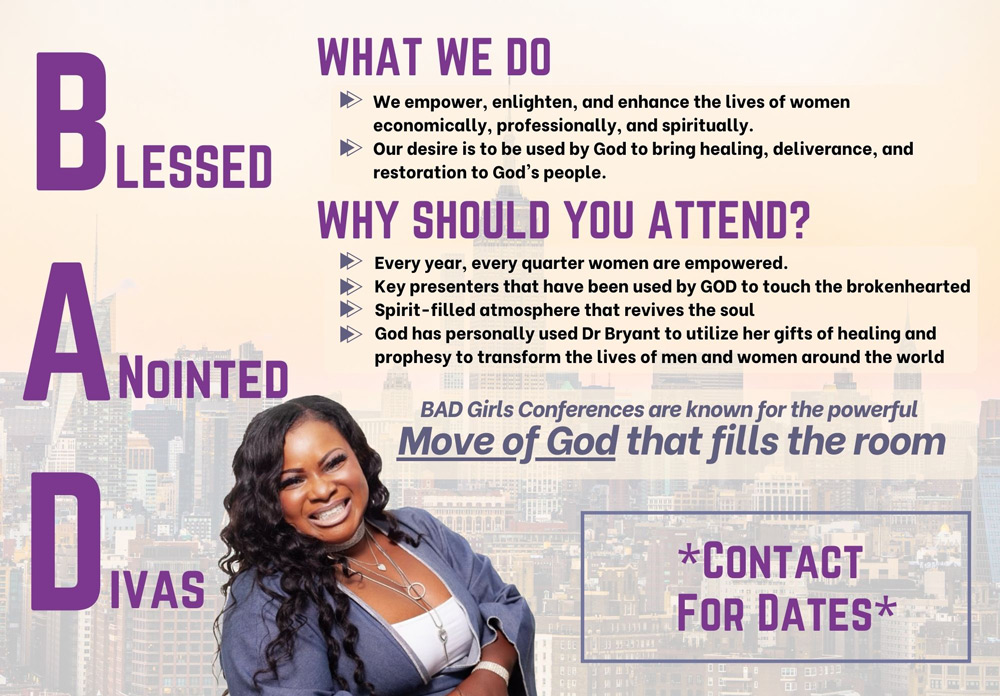 BLESSED
ANOINTED
DIVAS
WHAT WE DO
We empower, enlighten, and enhance the lives of women
economically, professionally, and spiritually.
Our desire is to be used by God to bring healing, deliverance, and
restoration to God's people.
WHY SHOULD YOU ATTEND?
Every year, every quarter women are empowered.
Key presenters that have been used by GOD to touch the brokenhearted
Spirit-filled atmosphere that revives the soul
God has personally used Dr Bryant to utilize her gifts of healing and
prophesy to transform the lives of men and women around the world
BAD Girls Conferences are known for the powerful
Move of God that fills the room
*CONTACT
FOR DATES*